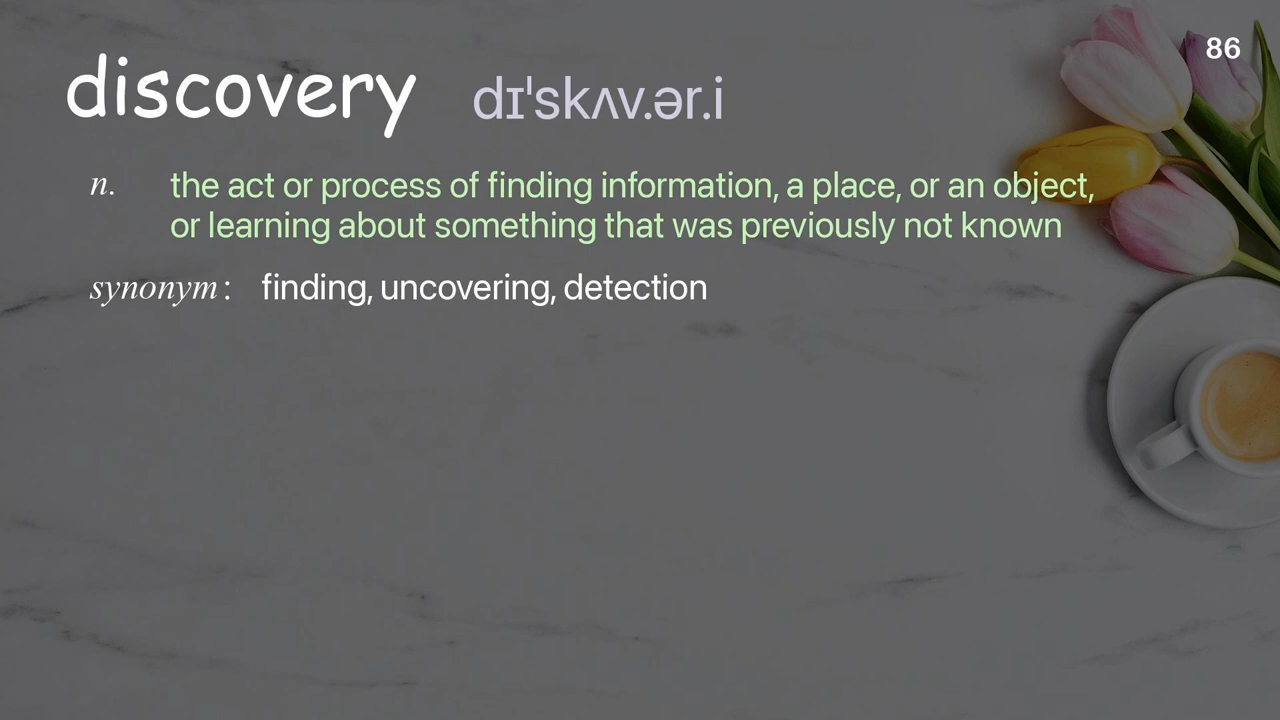 86
discovery dɪˈskʌv.ər.i
n. the act or process of finding information, a place, or an object,
or learning about something that was previously not known
synonym: finding, uncovering, detection